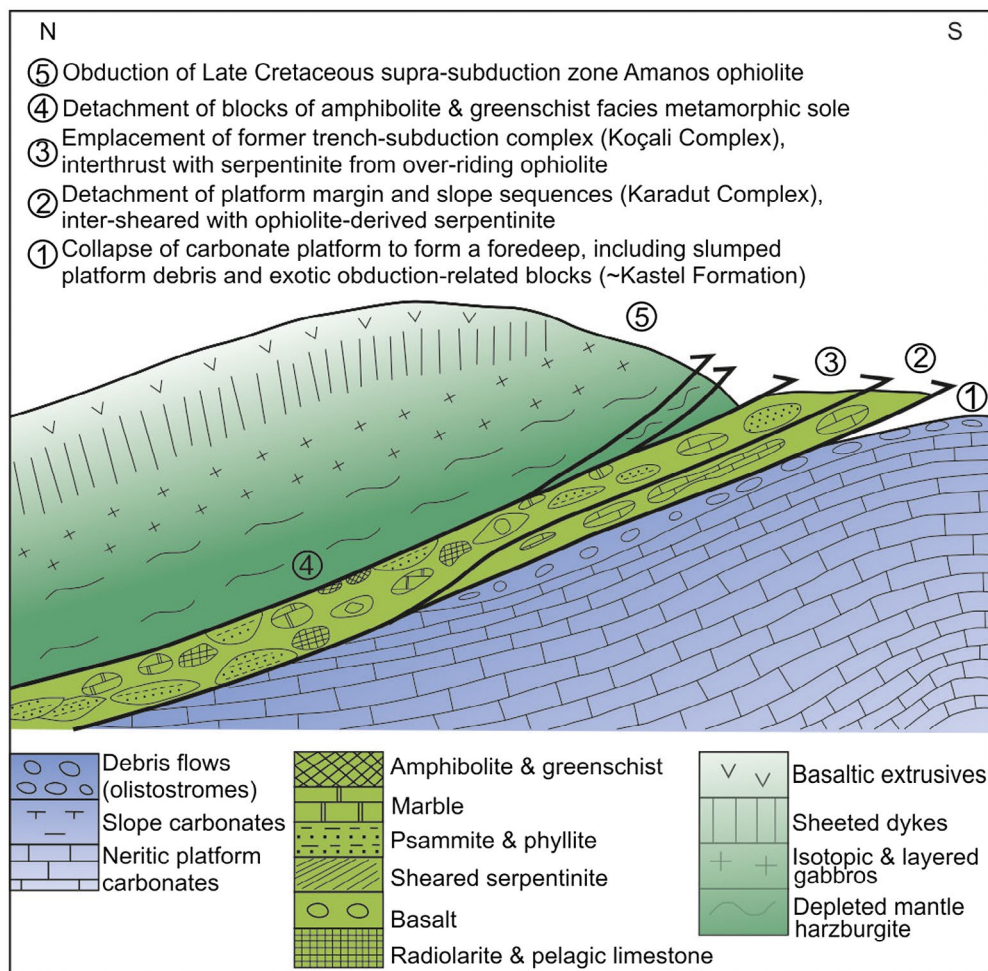 N
S
⑤ Obduction of Late Cretaceous supra-subduction zone Amanos ophiolite
④ Detachment of blocks of amphibolite & greenschist facies metamorphic sole
③ Emplacement of former trench-subduction complex (Koçali Complex),
interthrust with serpentinite from over-riding ophiolite
② Detachment of platform margin and slope sequences (Karadut Complex),
inter-sheared with ophiolite-derived serpentinite
① Collapse of carbonate platform to form a foredeep, including slumped
platform debris and exotic obduction-related blocks (~Kastel Formation)
⑤
③
②
①
④
Debris flows
(olistostromes)
Slope carbonates
Neritic platform
carbonates
Amphibolite & greenschist
Marble
Psammite & phyllite
Sheared serpentinite
Basalt
Radiolarite & pelagic limestone
Basaltic extrusives
Sheeted dykes
Isotopic & layered
gabbros
Depleted mantle
harzburgite